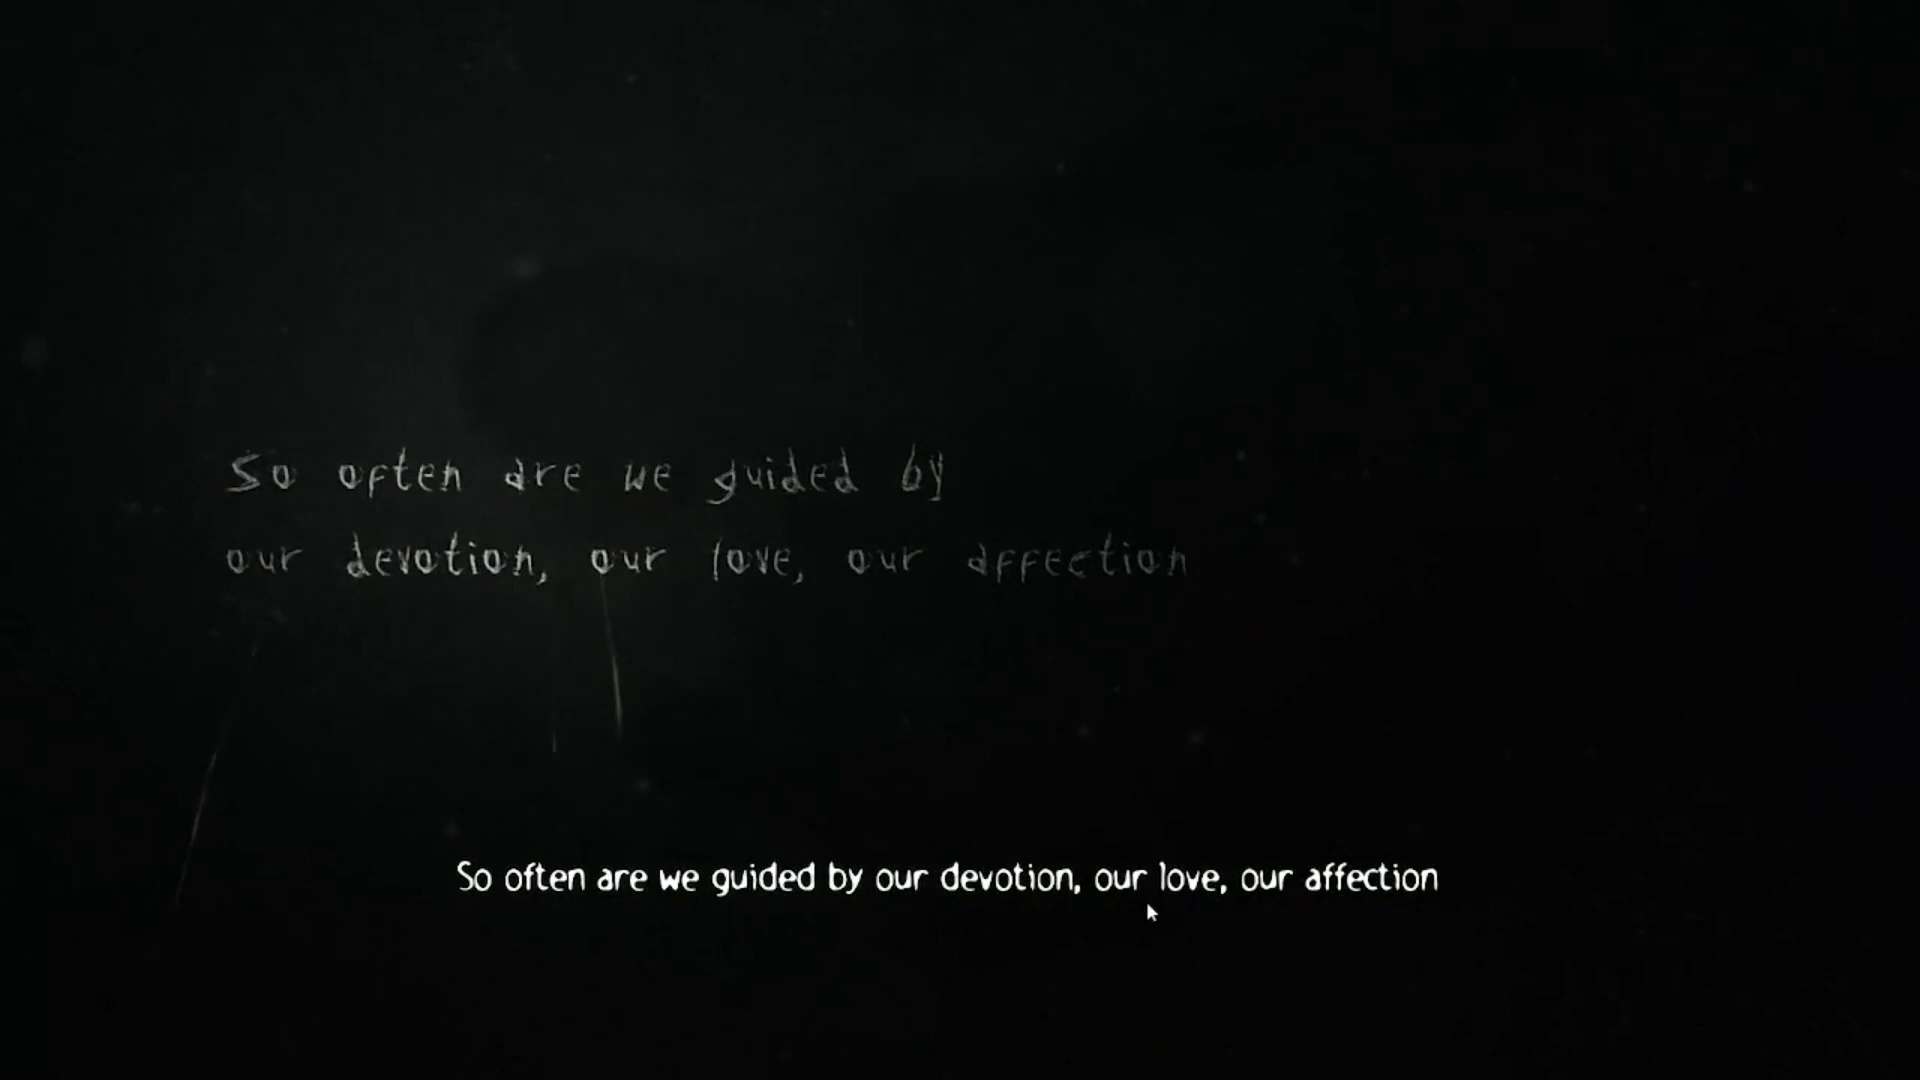 So often are we guided by
our devotion, our love, our affection
So often are we guided by our devotion, our love, our affection